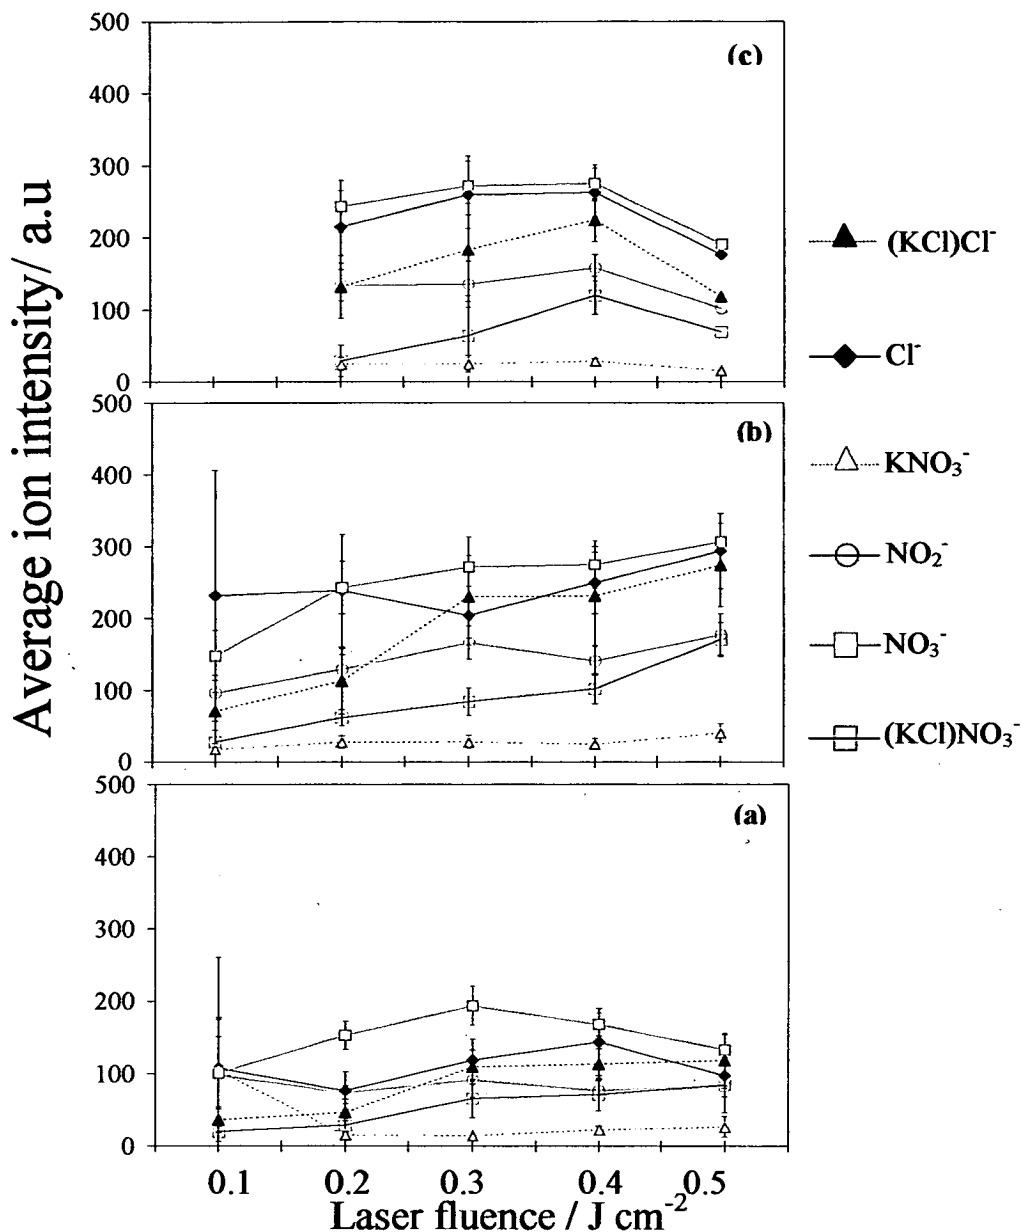 Average ion intensity/ a.u
500
400
300
200
100
0
(c)
500
400
300
200
100
0
(b)
500
400
300
200
100
0
(a)
0.1 0.2 0.3 0.4 0.5
Laser fluence / J cm⁻²
(KCl)Cl⁻
Cl⁻
KNO₃⁻
NO₂⁻
NO₃⁻
(KCl)NO₃⁻